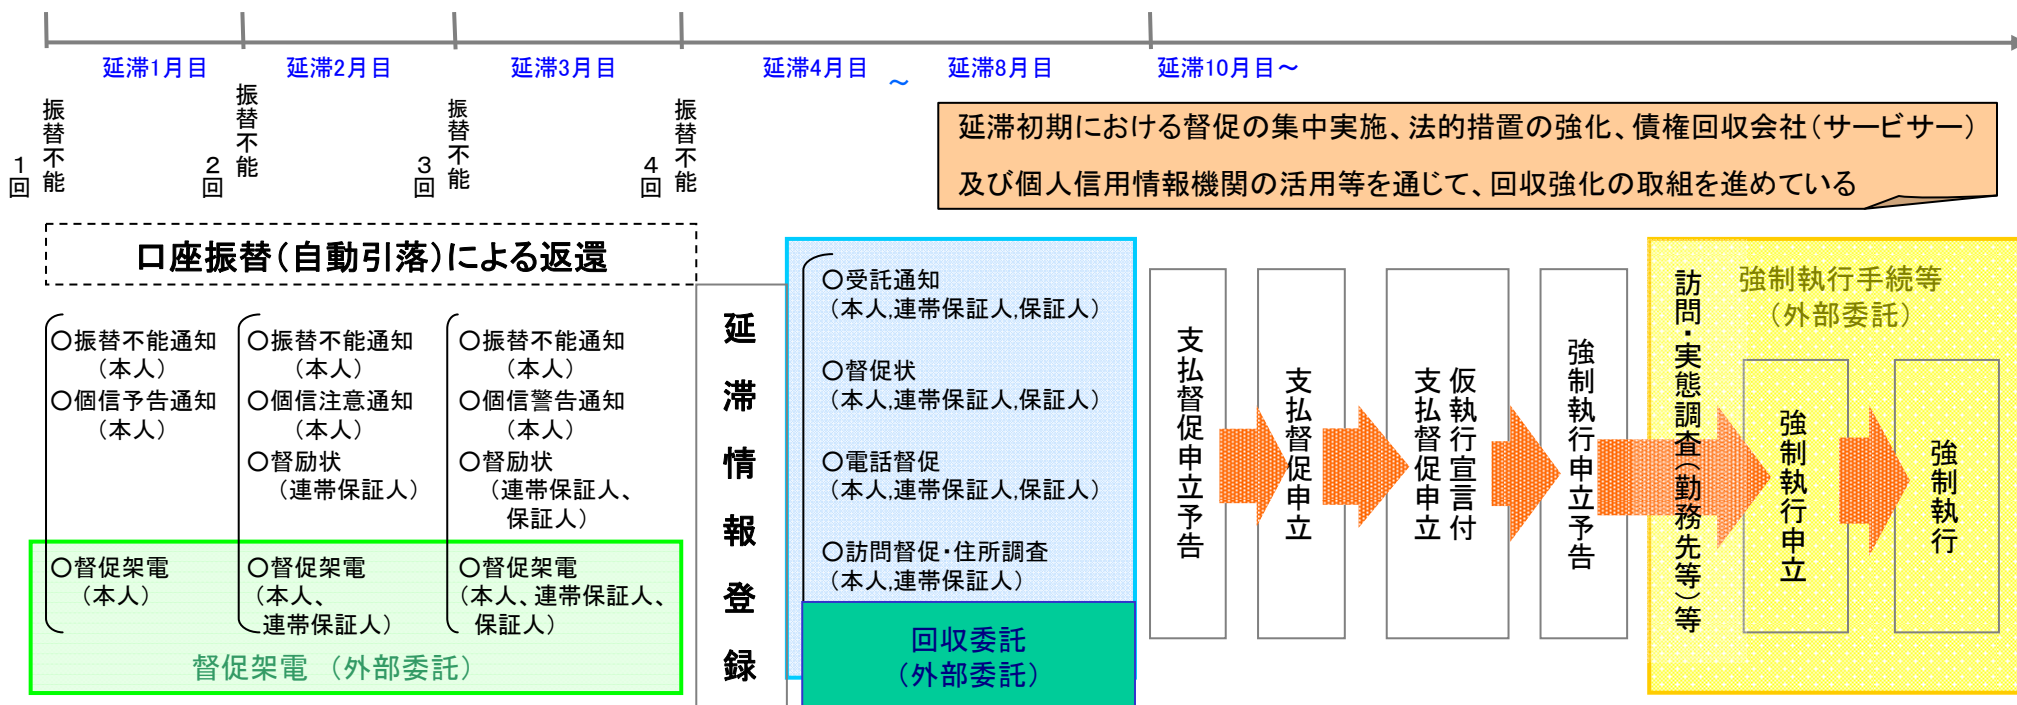 延滞1月目
延滞2月目
延滞3月目
延滞4月目
～
延滞8月目
延滞10月目～
1回
振替不能
2回
振替不能
3回
振替不能
4回
振替不能
延滞初期における督促の集中実施、法的措置の強化、債権回収会社（サービサー）
及び個人信用情報機関の活用等を通じて、回収強化の取組を進めている
口座振替（自動引落）による返還
○振替不能通知
（本人）
○個信予告通知
（本人）
○督促架電
（本人）
○振替不能通知
（本人）
○個信注意通知
（本人）
○督励状
（連帯保証人）
○督促架電
（本人、
連帯保証人）
○振替不能通知
（本人）
○個信警告通知
（本人）
○督励状
（連帯保証人、
保証人）
○督促架電
（本人、連帯保証人、
保証人）
督促架電 （外部委託）
延滞情報登録
○受託通知
（本人,連帯保証人,保証人）
○督促状
（本人,連帯保証人,保証人）
○電話督促
（本人,連帯保証人,保証人）
○訪問督促・住所調査
（本人,連帯保証人）
回収委託
（外部委託）
支払督促申立予告
支払督促申立
仮執行宣言付
支払督促申立
強制執行申立予告
訪問・実態調査（勤務先等）等
強制執行手続等
（外部委託）
強制執行申立
強制執行